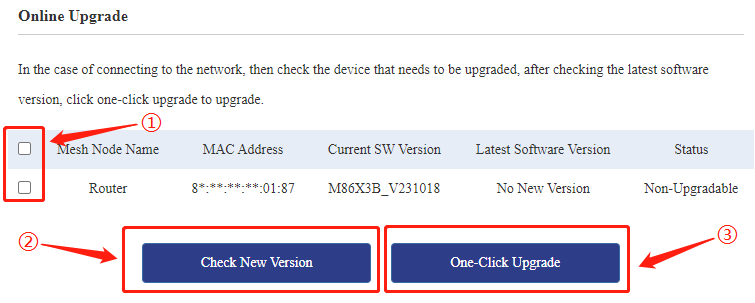 Online Upgrade
In the case of connecting to the network, then check the device that needs to be upgraded, after checking the latest software
version, click one-click upgrade to upgrade.
①
Mesh Node Name MAC Address Current SW Version Latest Software Version Status
Router 8*:**:**:**:01:87 M86X3B_V231018 No New Version Non-Upgradable
② ③
Check New Version One-Click Upgrade